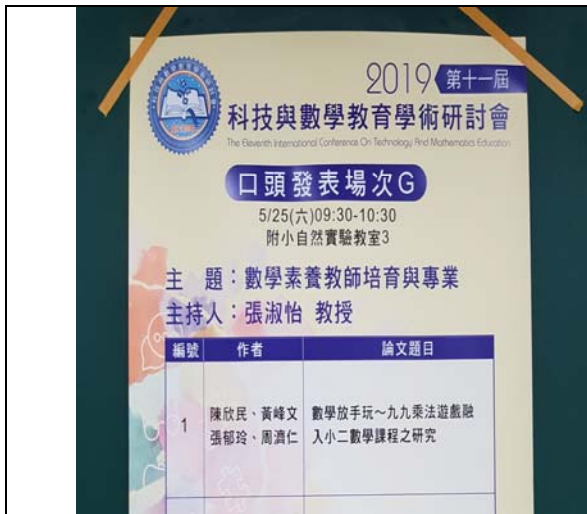 2019 第十一屆
科技與數學教育學術研討會
The Eleventh International Conference On Technology And Mathematics Education
口頭發表場次G
5/25(六)09:30-10:30
附小自然實驗教室3
主 題：數學素養教師培育與專業
主持人：張淑怡 教授
編號 作者 論文題目
1
陳欣民、黃峰文
張郁玲、周濟仁
數學放手玩～九九乘法遊戲融
入小二數學課程之研究